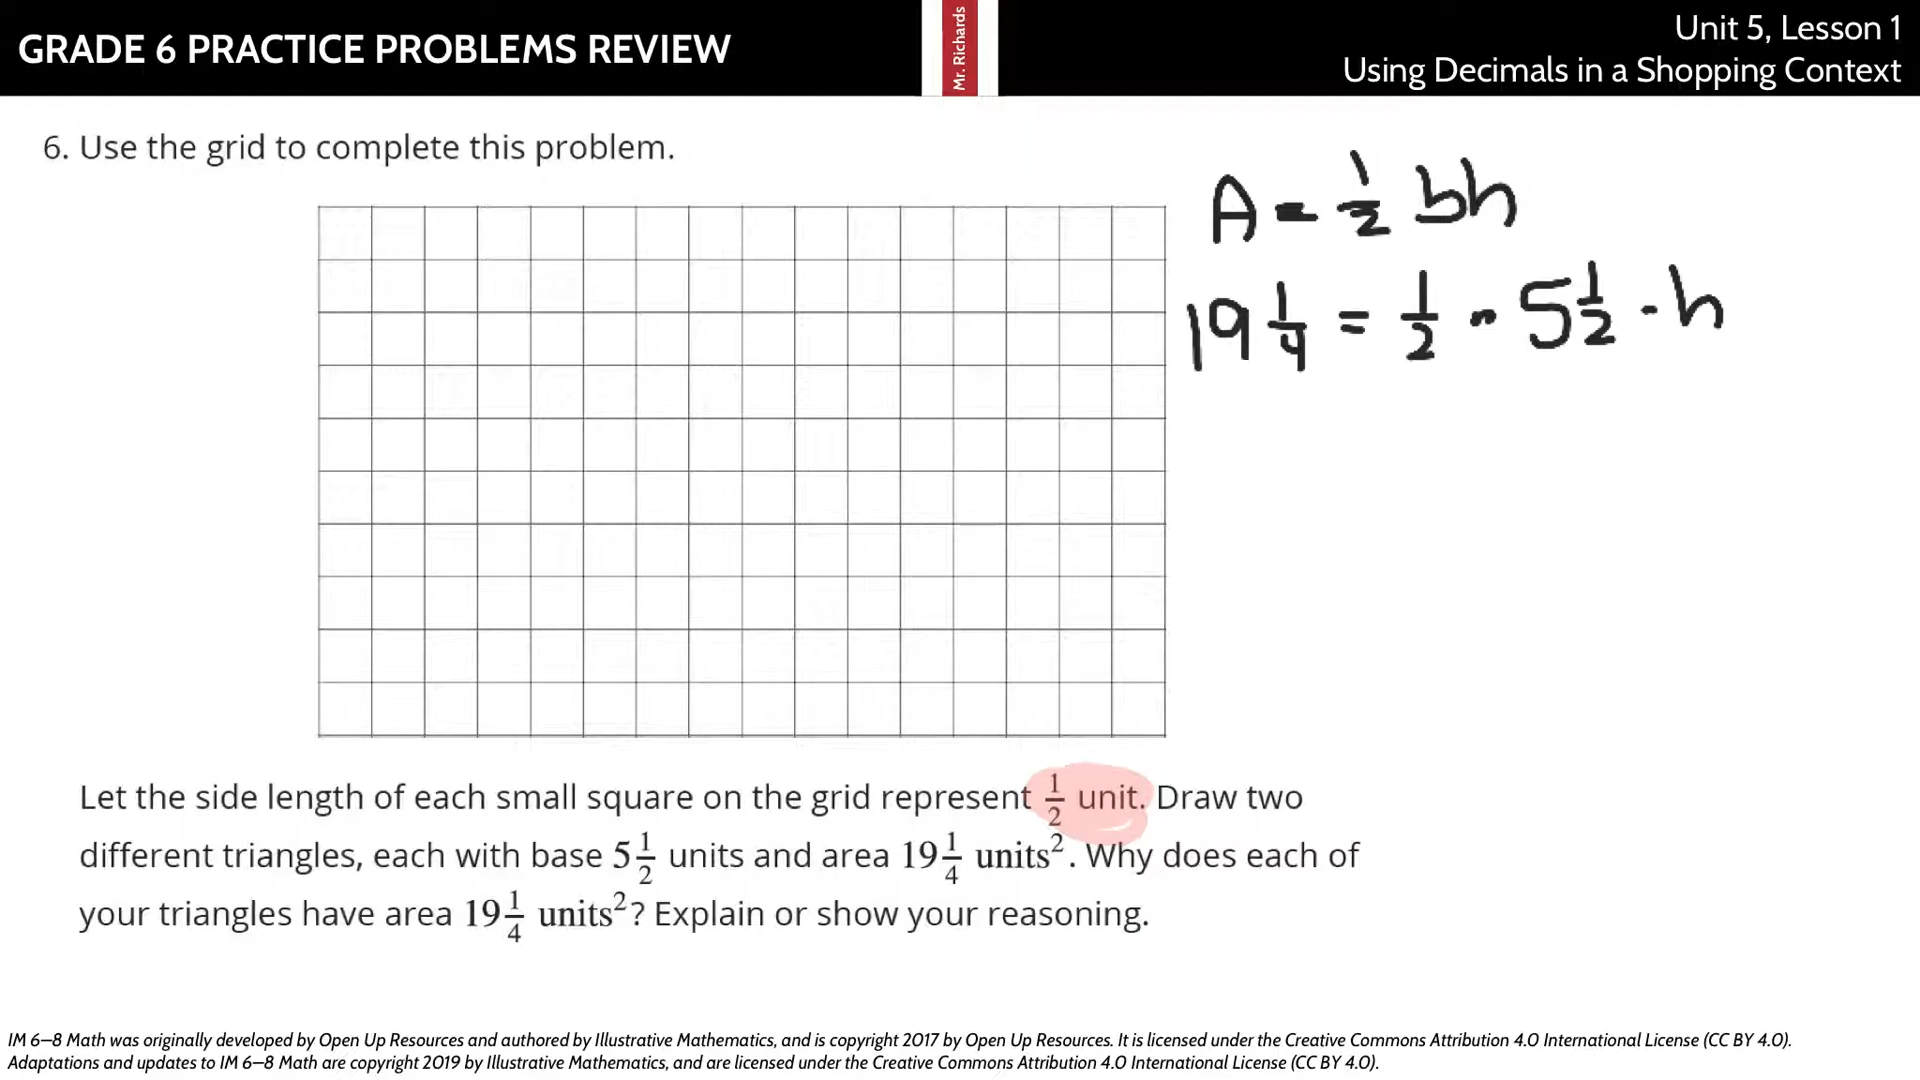 GRADE 6 PRACTICE PROBLEMS REVIEW
Mr. Richards
Unit 5, Lesson 1
Using Decimals in a Shopping Context
6. Use the grid to complete this problem.
A = 1/2 bh
19 1/4 = 1/2 · 5 1/2 · h
Let the side length of each small square on the grid represent 1/2 unit. Draw two
different triangles, each with base 5 1/2 units and area 19 1/4 units². Why does each of
your triangles have area 19 1/4 units²? Explain or show your reasoning.
IM 6–8 Math was originally developed by Open Up Resources and authored by Illustrative Mathematics, and is copyright 2017 by Open Up Resources. It is licensed under the Creative Commons Attribution 4.0 International License (CC BY 4.0).
Adaptations and updates to IM 6–8 Math are copyright 2019 by Illustrative Mathematics, and are licensed under the Creative Commons Attribution 4.0 International License (CC BY 4.0).